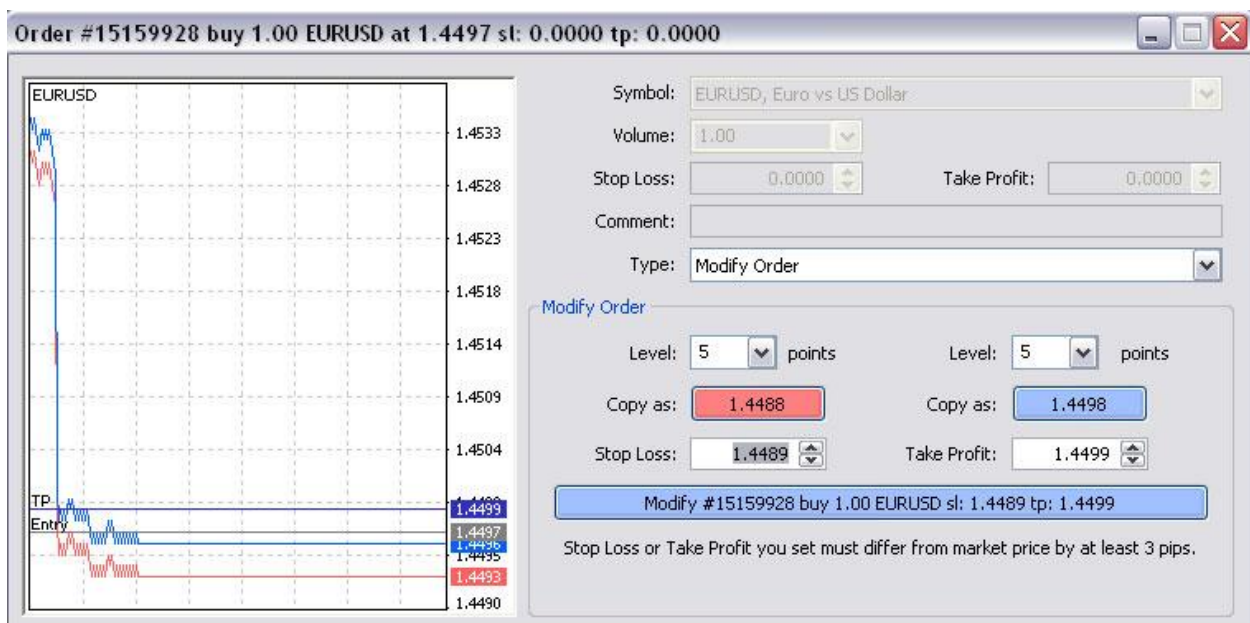 Order #15159928 buy 1.00 EURUSD at 1.4497 sl: 0.0000 tp: 0.0000
EURUSD
1.4533
1.4528
1.4523
1.4518
1.4514
1.4509
1.4504
TP
1.4499
Entry
1.4497
1.4496
1.4495
1.4493
1.4490
Symbol: EURUSD, Euro vs US Dollar
Volume: 1.00
Stop Loss: 0.0000 Take Profit: 0.0000
Comment:
Type: Modify Order
Modify Order
Level: 5 points Level: 5 points
Copy as: 1.4488 Copy as: 1.4498
Stop Loss: 1.4489 Take Profit: 1.4499
Modify #15159928 buy 1.00 EURUSD sl: 1.4489 tp: 1.4499
Stop Loss or Take Profit you set must differ from market price by at least 3 pips.